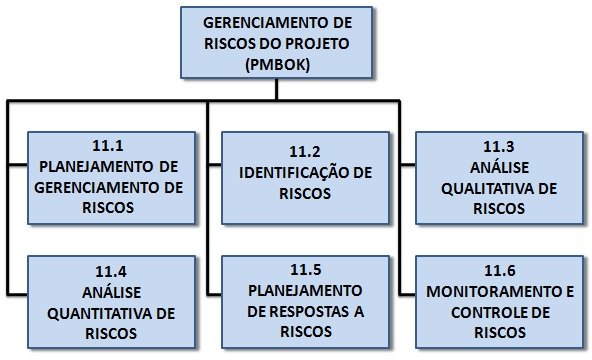 GERENCIAMENTO DE
RISCOS DO PROJETO
(PMBOK)
11.1
PLANEJAMENTO DE
GERENCIAMENTO DE
RISCOS
11.2
IDENTIFICAÇÃO DE
RISCOS
11.3
ANÁLISE
QUALITATIVA DE
RISCOS
11.4
ANÁLISE
QUANTITATIVA DE
RISCOS
11.5
PLANEJAMENTO
DE RESPOSTAS A
RISCOS
11.6
MONITORAMENTO E
CONTROLE DE
RISCOS